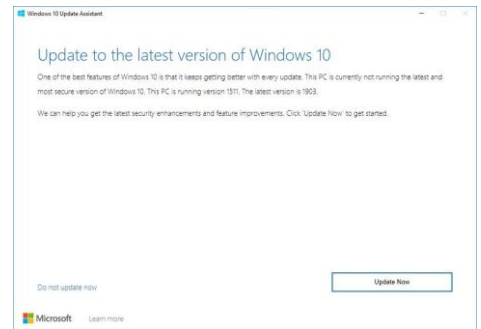 Windows 10 Update Assistant
Update to the latest version of Windows 10
One of the best features of Windows 10 is that it keeps getting better with every update. This PC is currently not running the latest and
most secure version of Windows 10. This PC is running version 1511. The latest version is 1903.
We can help you get the latest security enhancements and feature improvements. Click 'Update Now' to get started.
Do not update now
Update Now
Microsoft
Learn more